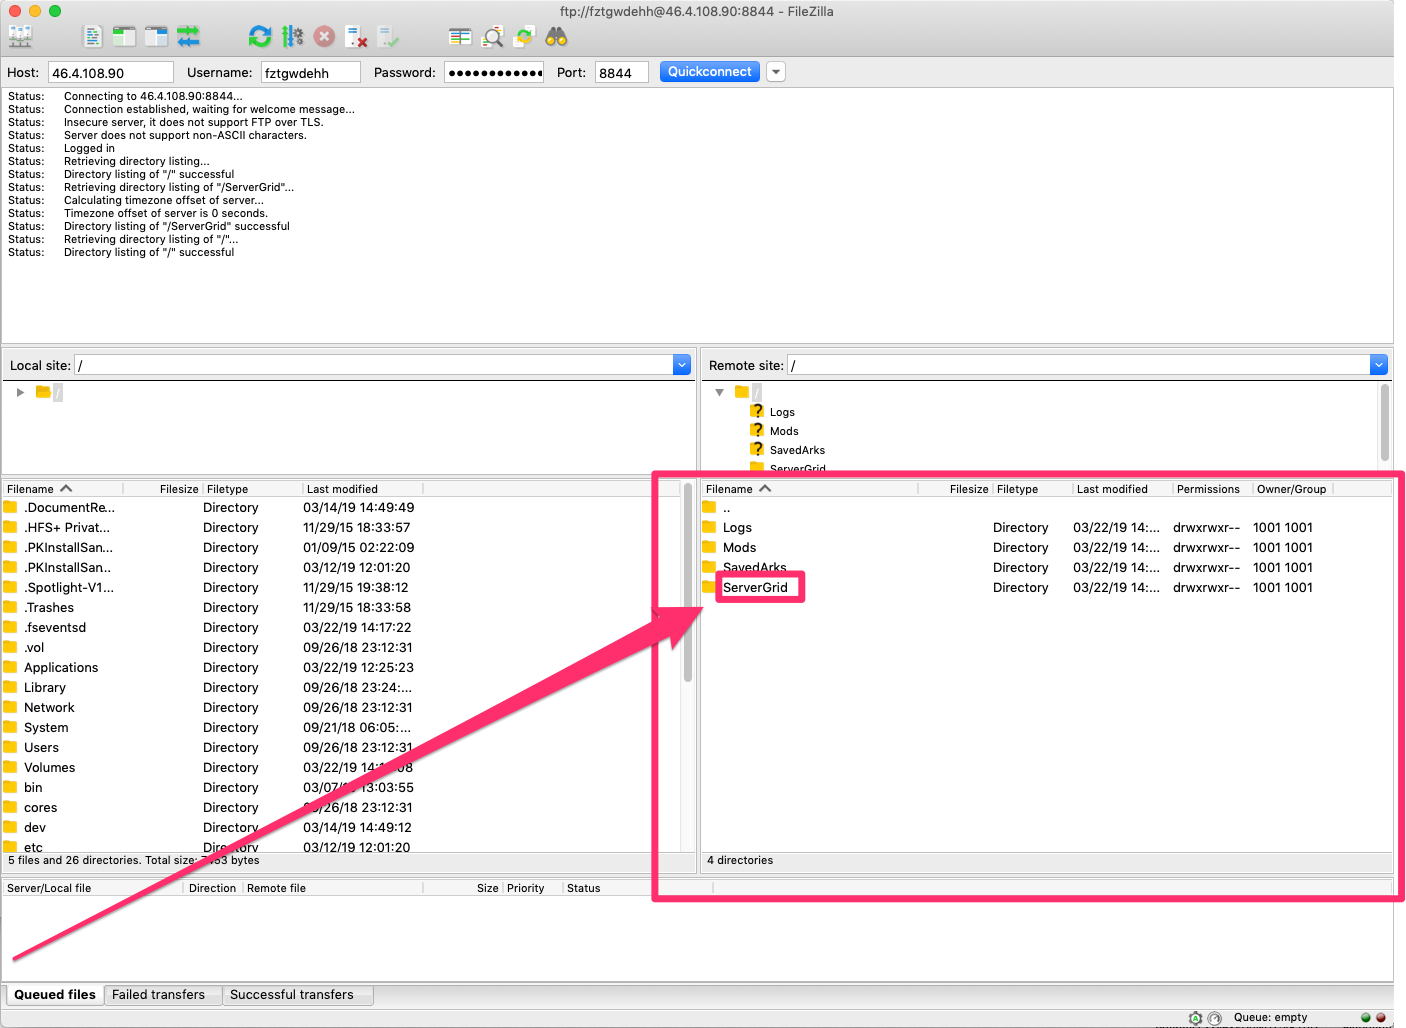 ftp://fztgwdehh@46.4.108.90:8844 - FileZilla
Host: 46.4.108.90 Username: fztgwdehh Password: ●●●●●●●●●●●● Port: 8844 Quickconnect
Status: Connecting to 46.4.108.90:8844...
Status: Connection established, waiting for welcome message...
Status: Insecure server, it does not support FTP over TLS.
Status: Server does not support non-ASCII characters.
Status: Logged in
Status: Retrieving directory listing...
Status: Directory listing of "/" successful
Status: Retrieving directory listing of "/ServerGrid"...
Status: Calculating timezone offset of server...
Status: Timezone offset of server is 0 seconds.
Status: Directory listing of "/ServerGrid" successful
Status: Retrieving directory listing of "/"...
Status: Directory listing of "/" successful
Local site: /
/
Filename Filesize Filetype Last modified
.DocumentRe... Directory 03/14/19 14:49:49
.HFS+ Privat... Directory 11/29/15 18:33:57
.PKInstallSan... Directory 01/09/15 02:22:09
.PKInstallSan.. Directory 03/12/19 12:01:20
.Spotlight-V1... Directory 11/29/15 19:38:12
.Trashes Directory 11/29/15 18:33:58
.fseventsd Directory 03/22/19 14:17:22
.vol Directory 09/26/18 23:12:31
Applications Directory 03/22/19 12:25:23
Library Directory 09/26/18 23:24:...
Network Directory 09/26/18 23:12:31
System Directory 09/21/18 06:05:...
Users Directory 09/26/18 23:12:31
Volumes Directory 03/22/19
bin Directory 13:03:55
cores Directory 23:12:31
dev Directory 03/14/19 14:49:12
etc Directory 03/12/19 12:01:20
5 files and 26 directories. Total size: bytes
Remote site: /
/
Logs
Mods
SavedArks
ServerGrid
Filename Filesize Filetype Last modified Permissions Owner/Group
..
Logs Directory 03/22/19 14:... drwxrwxr-- 1001 1001
Mods Directory 03/22/19 14:... drwxrwxr-- 1001 1001
SavedArks Directory 03/22/19 14:... drwxrwxr-- 1001 1001
ServerGrid Directory 03/22/19 14:... drwxrwxr-- 1001 1001
4 directories
Server/Local file Direction Remote file Size Priority Status
Queued files Failed transfers Successful transfers
Queue: empty